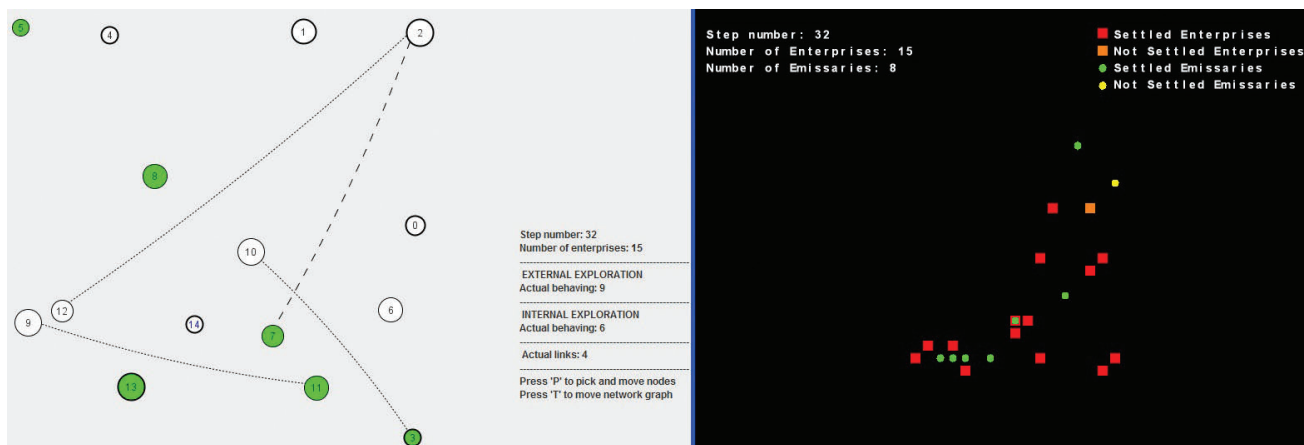 5
4
1
2
8
0
10
12
9
14
6
7
13
11
3
Step number: 32
Number of enterprises: 15
EXTERNAL EXPLORATION
Actual behaving: 9
INTERNAL EXPLORATION
Actual behaving: 6
Actual links: 4
Press 'P' to pick and move nodes
Press 'T' to move network graph
Step number: 32
Number of Enterprises: 15
Number of Emissaries: 8
Settled Enterprises
Not Settled Enterprises
Settled Emissaries
Not Settled Emissaries